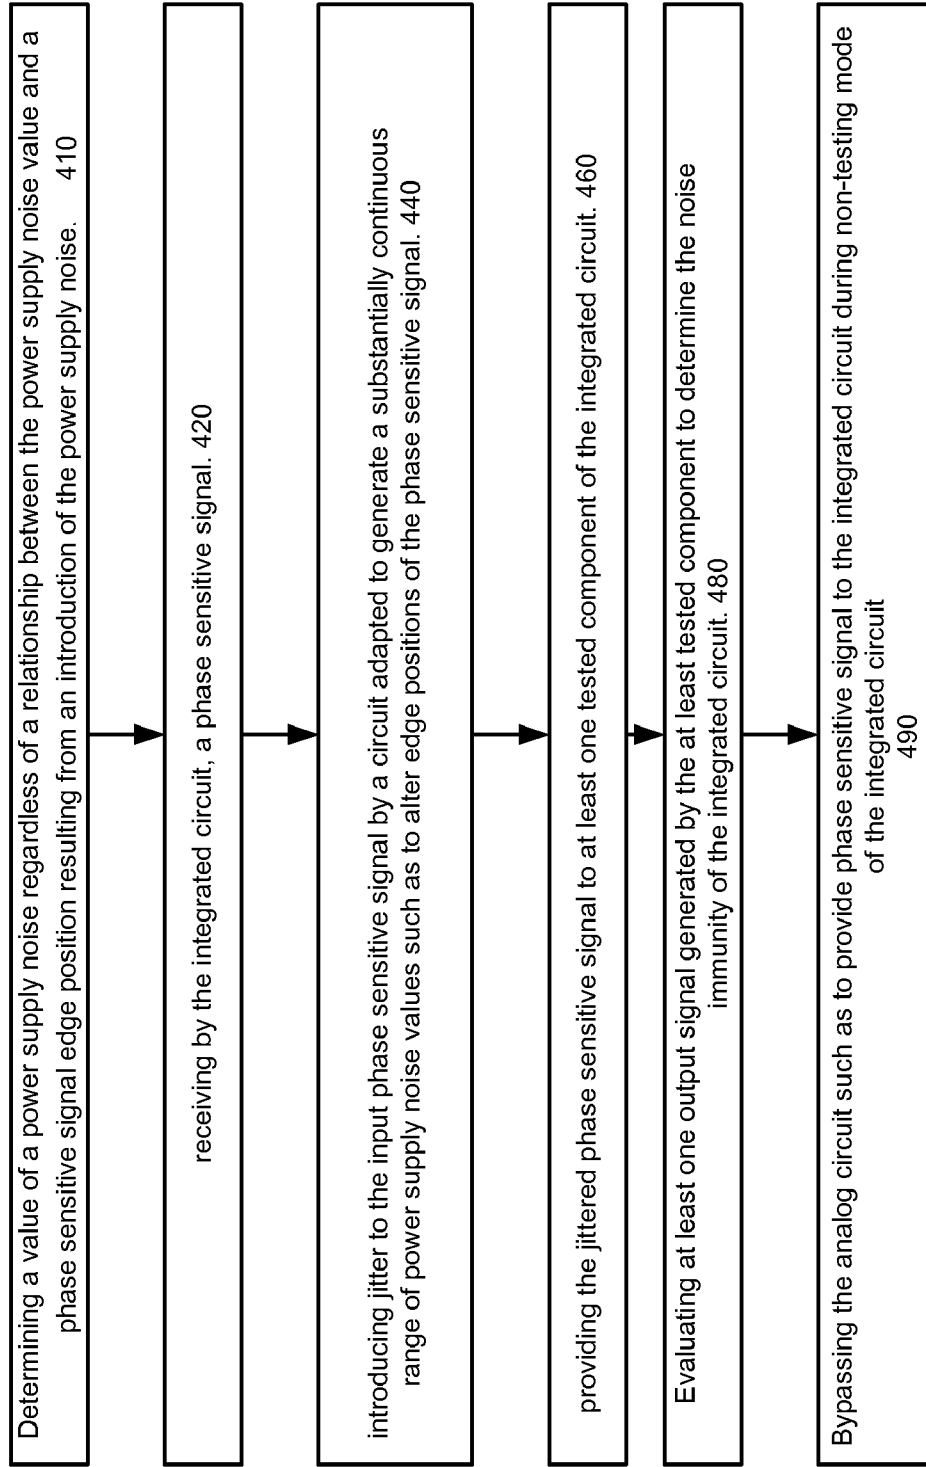 Determining a value of a power supply noise regardless of a relationship between the power supply noise value and a
phase sensitive signal edge position resulting from an introduction of the power supply noise. 410
receiving by the integrated circuit, a phase sensitive signal. 420
introducing jitter to the input phase sensitive signal by a circuit adapted to generate a substantially continuous
range of power supply noise values such as to alter edge positions of the phase sensitive signal. 440
providing the jittered phase sensitive signal to at least one tested component of the integrated circuit. 460
Evaluating at least one output signal generated by the at least tested component to determine the noise
immunity of the integrated circuit. 480
Bypassing the analog circuit such as to provide phase sensitive signal to the integrated circuit during non-testing mode
of the integrated circuit
490